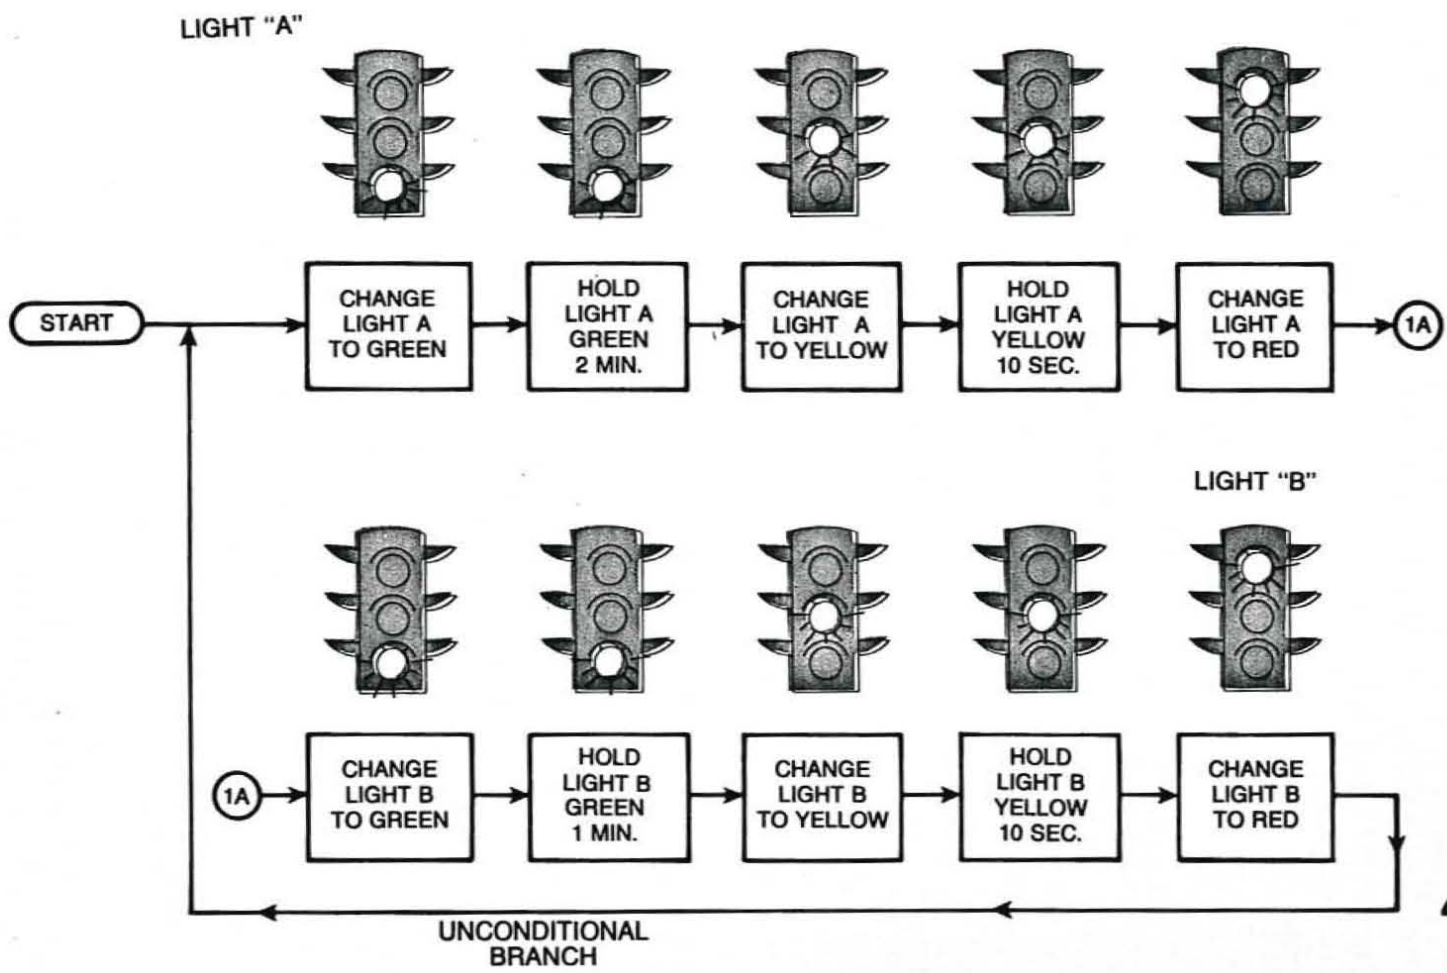 LIGHT "A"
START
CHANGE
LIGHT A
TO GREEN
HOLD
LIGHT A
GREEN
2 MIN.
CHANGE
LIGHT A
TO YELLOW
HOLD
LIGHT A
YELLOW
10 SEC.
CHANGE
LIGHT A
TO RED
1A
LIGHT "B"
1A
CHANGE
LIGHT B
TO GREEN
HOLD
LIGHT B
GREEN
1 MIN.
CHANGE
LIGHT B
TO YELLOW
HOLD
LIGHT B
YELLOW
10 SEC.
CHANGE
LIGHT B
TO RED
UNCONDITIONAL
BRANCH